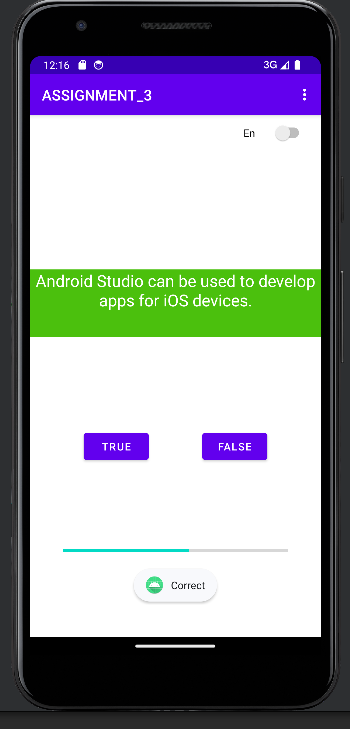 12:16
3G
ASSIGNMENT_3
En
Android Studio can be used to develop
apps for iOS devices.
TRUE
FALSE
Correct